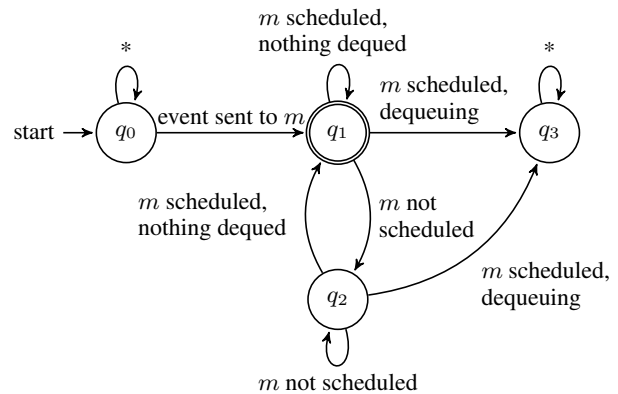 m scheduled,
nothing dequed
*
*
m scheduled,
dequeuing
start
q0
event sent to m
q1
q3
m scheduled,
nothing dequed
m not
scheduled
m scheduled,
dequeuing
q2
m not scheduled